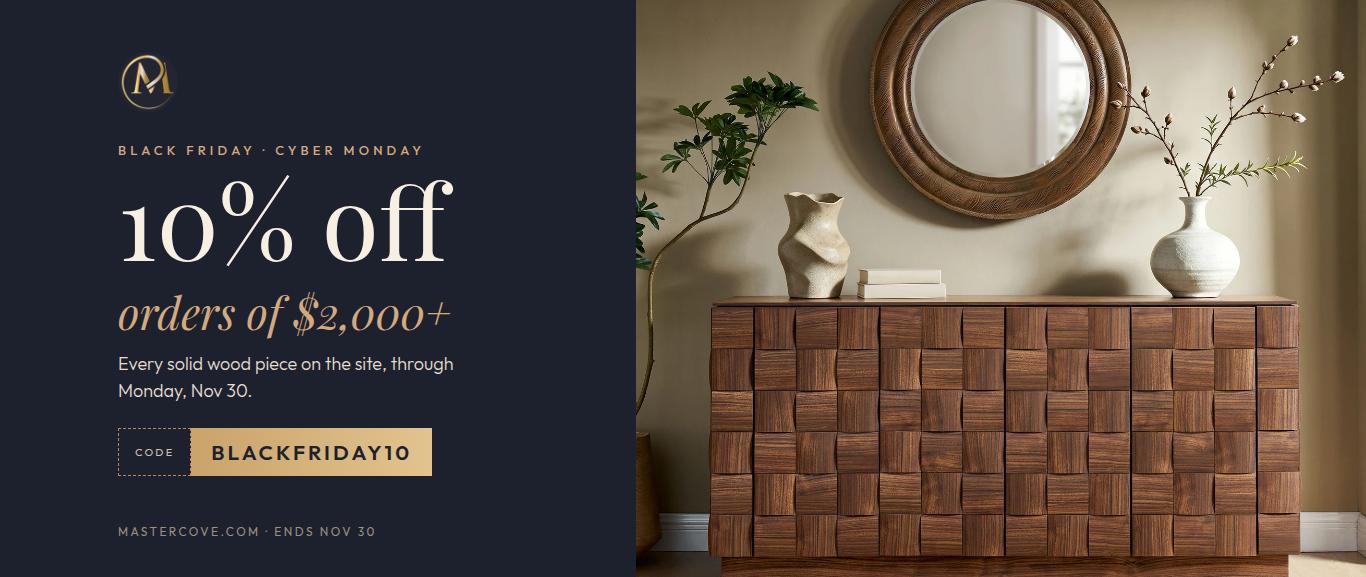 M
BLACK FRIDAY · CYBER MONDAY
10% off
orders of $2,000+
Every solid wood piece on the site, through
Monday, Nov 30.
CODE BLACKFRIDAY10
MASTERCOVE.COM · ENDS NOV 30